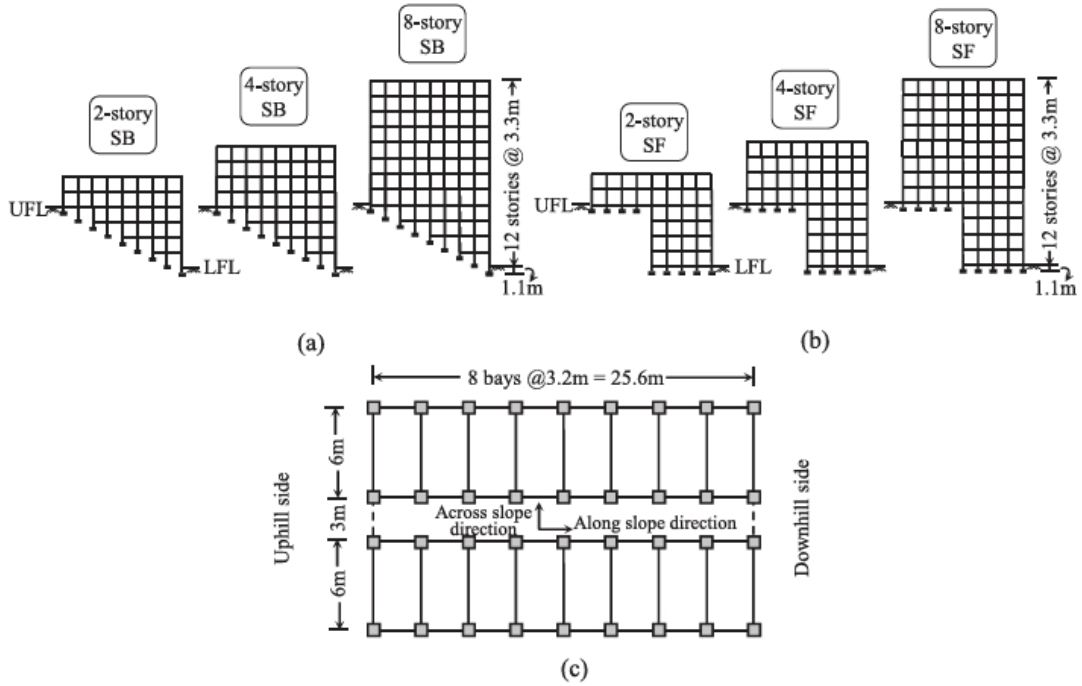 2-story
SB
4-story
SB
8-story
SB
UFL
LFL
12 stories @ 3.3m
1.1m
(a)
2-story
SF
4-story
SF
8-story
SF
UFL
LFL
12 stories @ 3.3m
1.1m
(b)
8 bays @3.2m = 25.6m
Uphill side
6m
3m
6m
Across slope
direction
Along slope direction
Downhill side
(c)